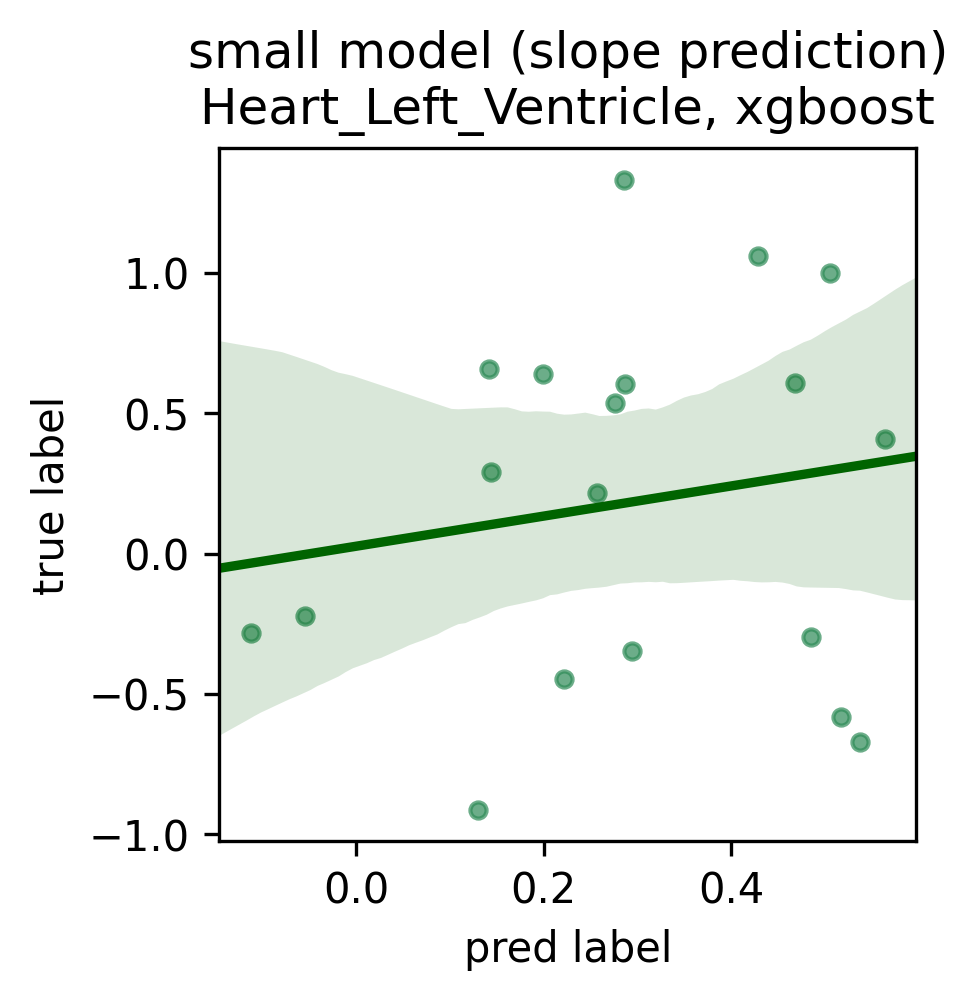 small model (slope prediction)
Heart_Left_Ventricle, xgboost
1.0
0.5
0.0
−0.5
−1.0
true label
0.0 0.2 0.4
pred label